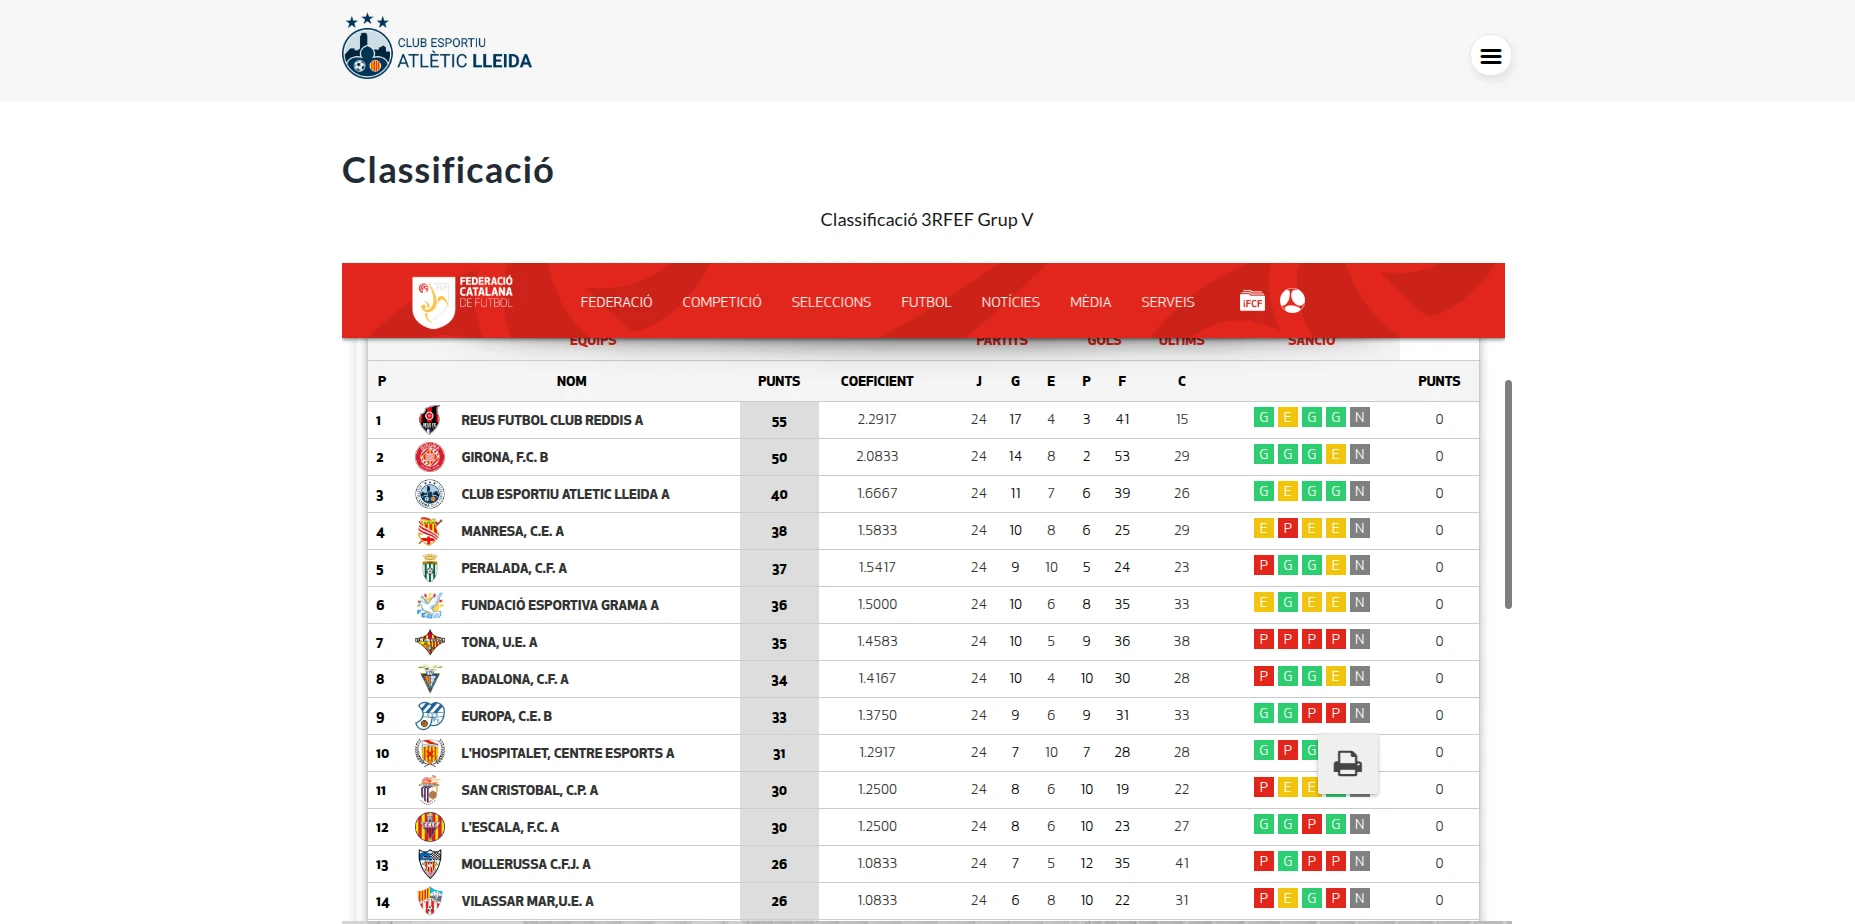 CLUB ESPORTIU
ATLÈTIC LLEIDA
Classificació
Classificació 3RFEF Grup V
FEDERACIÓ
CATALANA
DE FUTBOL
FEDERACIÓ COMPETICIÓ SELECCIONS FUTBOL NOTÍCIES MÈDIA SERVEIS iFCF
EQUIPS PARTITS GOLS ÚLTIMS SANCIÓ
P NOM PUNTS COEFICIENT J G E P F C PUNTS
1 REUS FUTBOL CLUB REDDIS A 55 2.2917 24 17 4 3 41 15 G E G G N 0
2 GIRONA, F.C. B 50 2.0833 24 14 8 2 53 29 G G G E N 0
3 CLUB ESPORTIU ATLETIC LLEIDA A 40 1.6667 24 11 7 6 39 26 G E G G N 0
4 MANRESA, C.E. A 38 1.5833 24 10 8 6 25 29 E P E E N 0
5 PERALADA, C.F. A 37 1.5417 24 9 10 5 24 23 P G G E N 0
6 FUNDACIÓ ESPORTIVA GRAMA A 36 1.5000 24 10 6 8 35 33 E G E E N 0
7 TONA, U.E. A 35 1.4583 24 10 5 9 36 38 P P P P N 0
8 BADALONA, C.F. A 34 1.4167 24 10 4 10 30 28 P G G E N 0
9 EUROPA, C.E. B 33 1.3750 24 9 6 9 31 33 G G P P N 0
10 L'HOSPITALET, CENTRE ESPORTS A 31 1.2917 24 7 10 7 28 28 G P G 0
11 SAN CRISTOBAL, C.P. A 30 1.2500 24 8 6 10 19 22 P E E 0
12 L'ESCALA, F.C. A 30 1.2500 24 8 6 10 23 27 G G P G N 0
13 MOLLERUSSA C.F.J. A 26 1.0833 24 7 5 12 35 41 P G P P N 0
14 VILASSAR MAR,U.E. A 26 1.0833 24 6 8 10 22 31 P E G P N 0